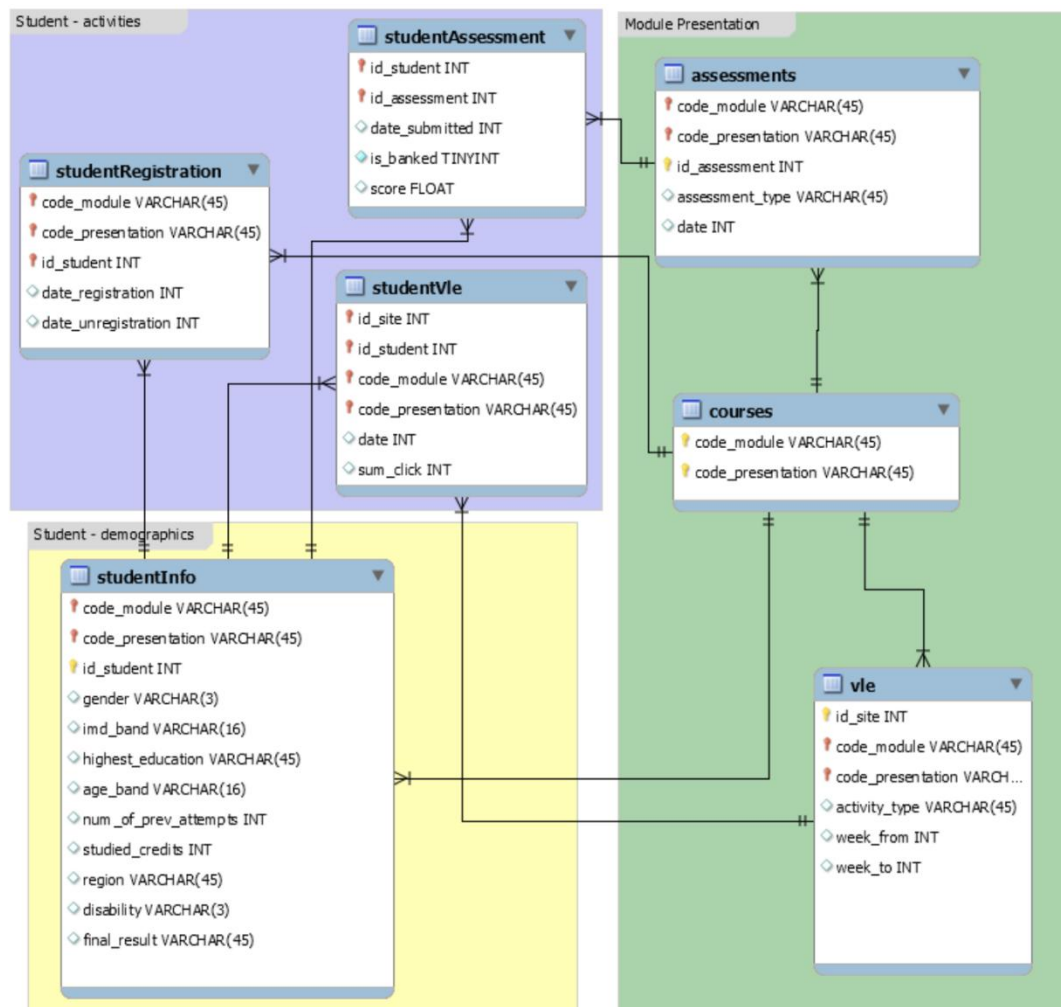 Student - activities
studentAssessment
id_student INT
id_assessment INT
date_submitted INT
is_banked TINYINT
score FLOAT
studentRegistration
code_module VARCHAR(45)
code_presentation VARCHAR(45)
id_student INT
date_registration INT
date_unregistration INT
studentVle
id_site INT
id_student INT
code_module VARCHAR(45)
code_presentation VARCHAR(45)
date INT
sum_click INT
Student - demographics
studentInfo
code_module VARCHAR(45)
code_presentation VARCHAR(45)
id_student INT
gender VARCHAR(3)
imd_band VARCHAR(16)
highest_education VARCHAR(45)
age_band VARCHAR(16)
num_of_prev_attempts INT
studied_credits INT
region VARCHAR(45)
disability VARCHAR(3)
final_result VARCHAR(45)
Module Presentation
assessments
code_module VARCHAR(45)
code_presentation VARCHAR(45)
id_assessment INT
assessment_type VARCHAR(45)
date INT
courses
code_module VARCHAR(45)
code_presentation VARCHAR(45)
vle
id_site INT
code_module VARCHAR(45)
code_presentation VARCH...
activity_type VARCHAR(45)
week_from INT
week_to INT